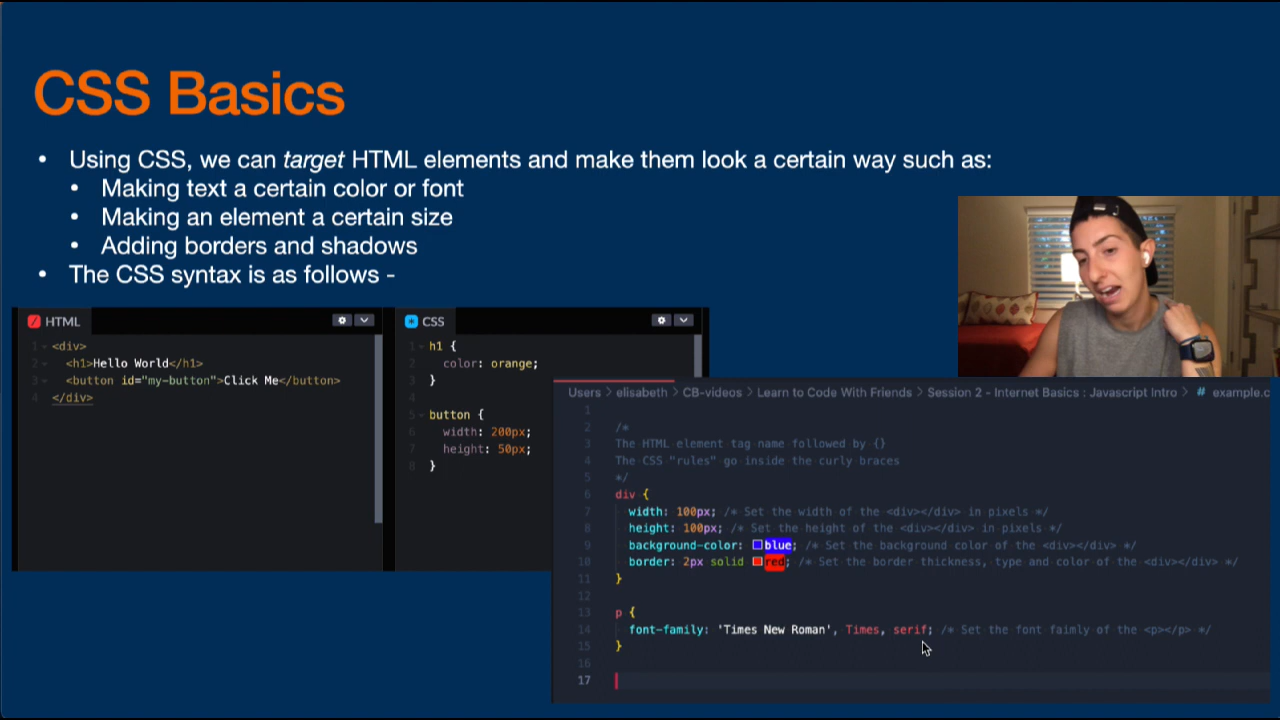 CSS Basics
• Using CSS, we can target HTML elements and make them look a certain way such as:
• Making text a certain color or font
• Making an element a certain size
• Adding borders and shadows
• The CSS syntax is as follows -
HTML
1 <div>
2 <h1>Hello World</h1>
3 <button id="my-button">Click Me</button>
4 </div>
CSS
1 h1 {
2 color: orange;
3 }
4
5 button {
6 width: 200px;
7 height: 50px;
8 }
Users > elisabeth > CB-videos > Learn to Code With Friends > Session 2 - Internet Basics : Javascript Intro > # example.c
1
2 /*
3 The HTML element tag name followed by {}
4 The CSS "rules" go inside the curly braces
5 */
6 div {
7 width: 100px; /* Set the width of the <div></div> in pixels */
8 height: 100px; /* Set the height of the <div></div> in pixels */
9 background-color: blue; /* Set the background color of the <div></div> */
10 border: 2px solid red; /* Set the border thickness, type and color of the <div></div> */
11 }
12
13 p {
14 font-family: 'Times New Roman', Times, serif; /* Set the font faimly of the <p></p> */
15 }
16
17